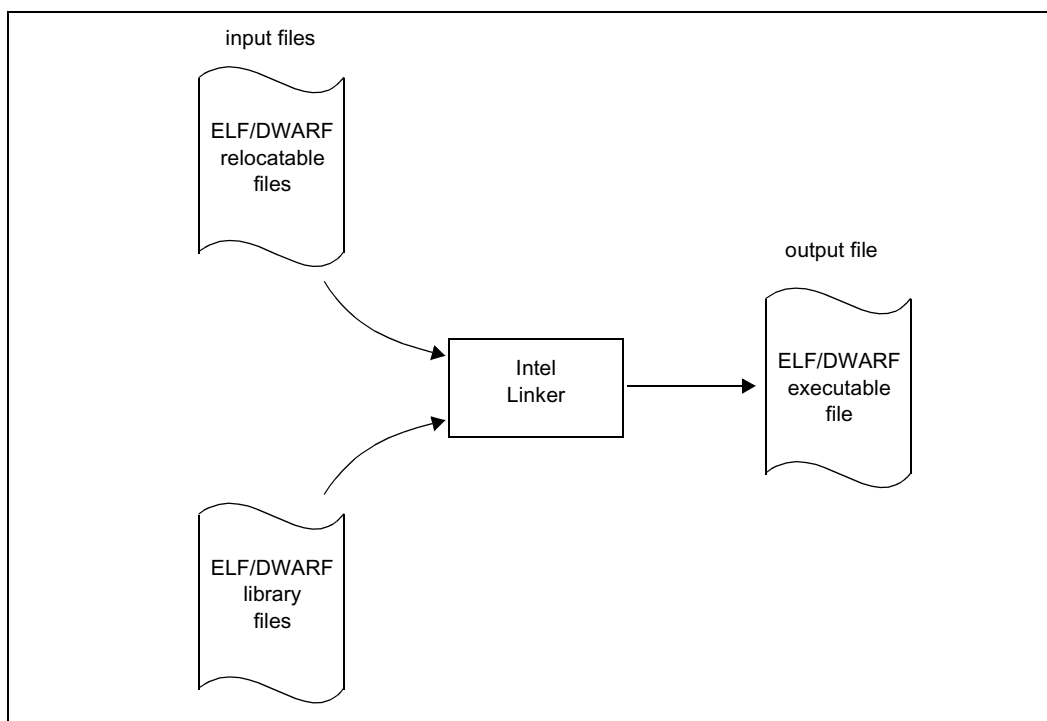 input files
ELF/DWARF
relocatable
files
output file
Intel
Linker
ELF/DWARF
executable
file
ELF/DWARF
library
files